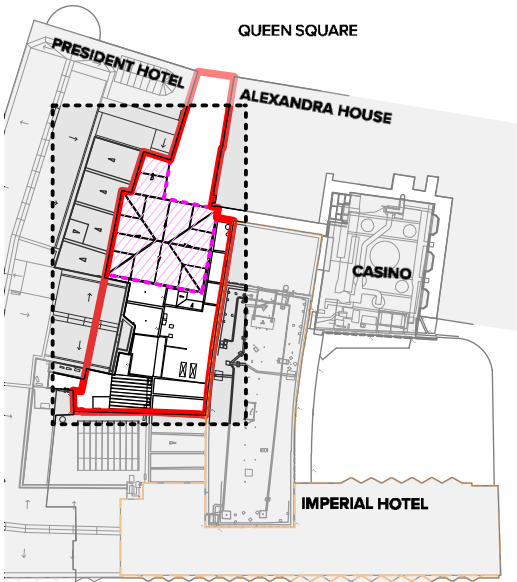 QUEEN SQUARE
PRESIDENT HOTEL
ALEXANDRA HOUSE
CASINO
IMPERIAL HOTEL